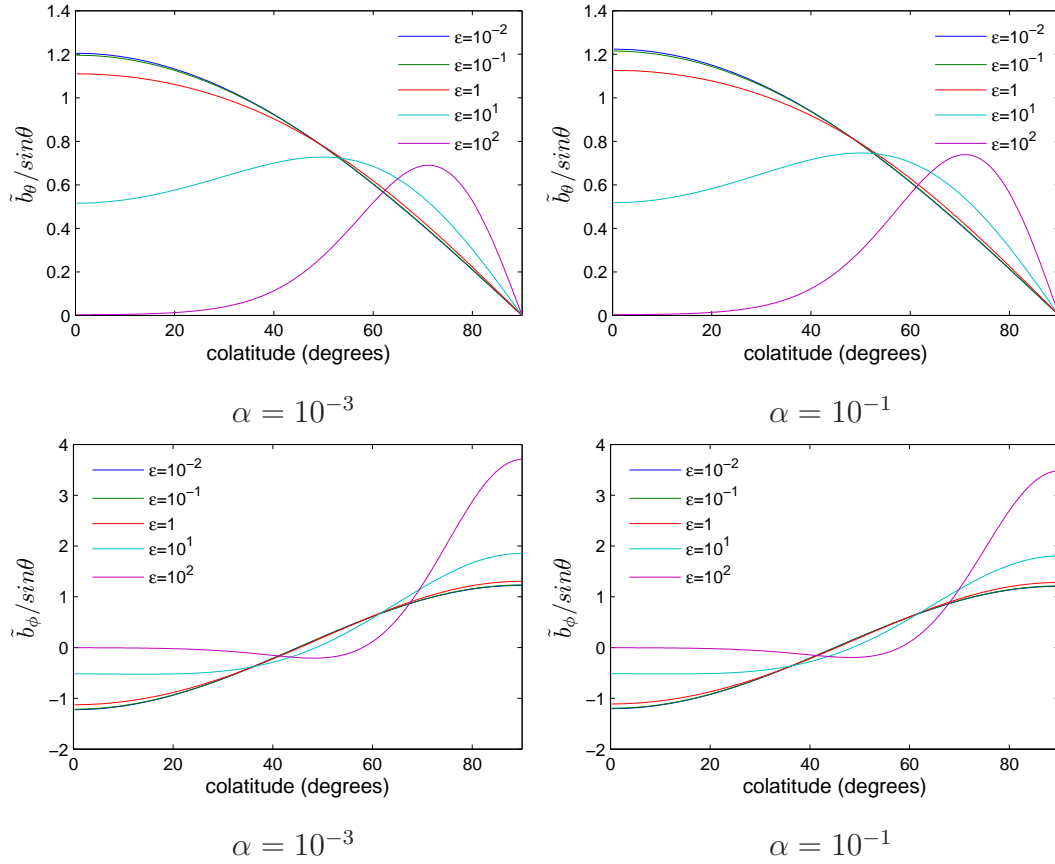 1.4
1.2
1
0.8
0.6
0.4
0.2
0
0 20 40 60 80
b̃_θ/sinθ
colatitude (degrees)
ε=10⁻²
ε=10⁻¹
ε=1
ε=10¹
ε=10²
α = 10⁻³
1.4
1.2
1
0.8
0.6
0.4
0.2
0
0 20 40 60 80
b̃_θ/sinθ
colatitude (degrees)
ε=10⁻²
ε=10⁻¹
ε=1
ε=10¹
ε=10²
α = 10⁻¹
4
3
2
1
0
−1
−2
0 20 40 60 80
b̃_ϕ/sinθ
colatitude (degrees)
ε=10⁻²
ε=10⁻¹
ε=1
ε=10¹
ε=10²
α = 10⁻³
4
3
2
1
0
−1
−2
0 20 40 60 80
b̃_ϕ/sinθ
colatitude (degrees)
ε=10⁻²
ε=10⁻¹
ε=1
ε=10¹
ε=10²
α = 10⁻¹